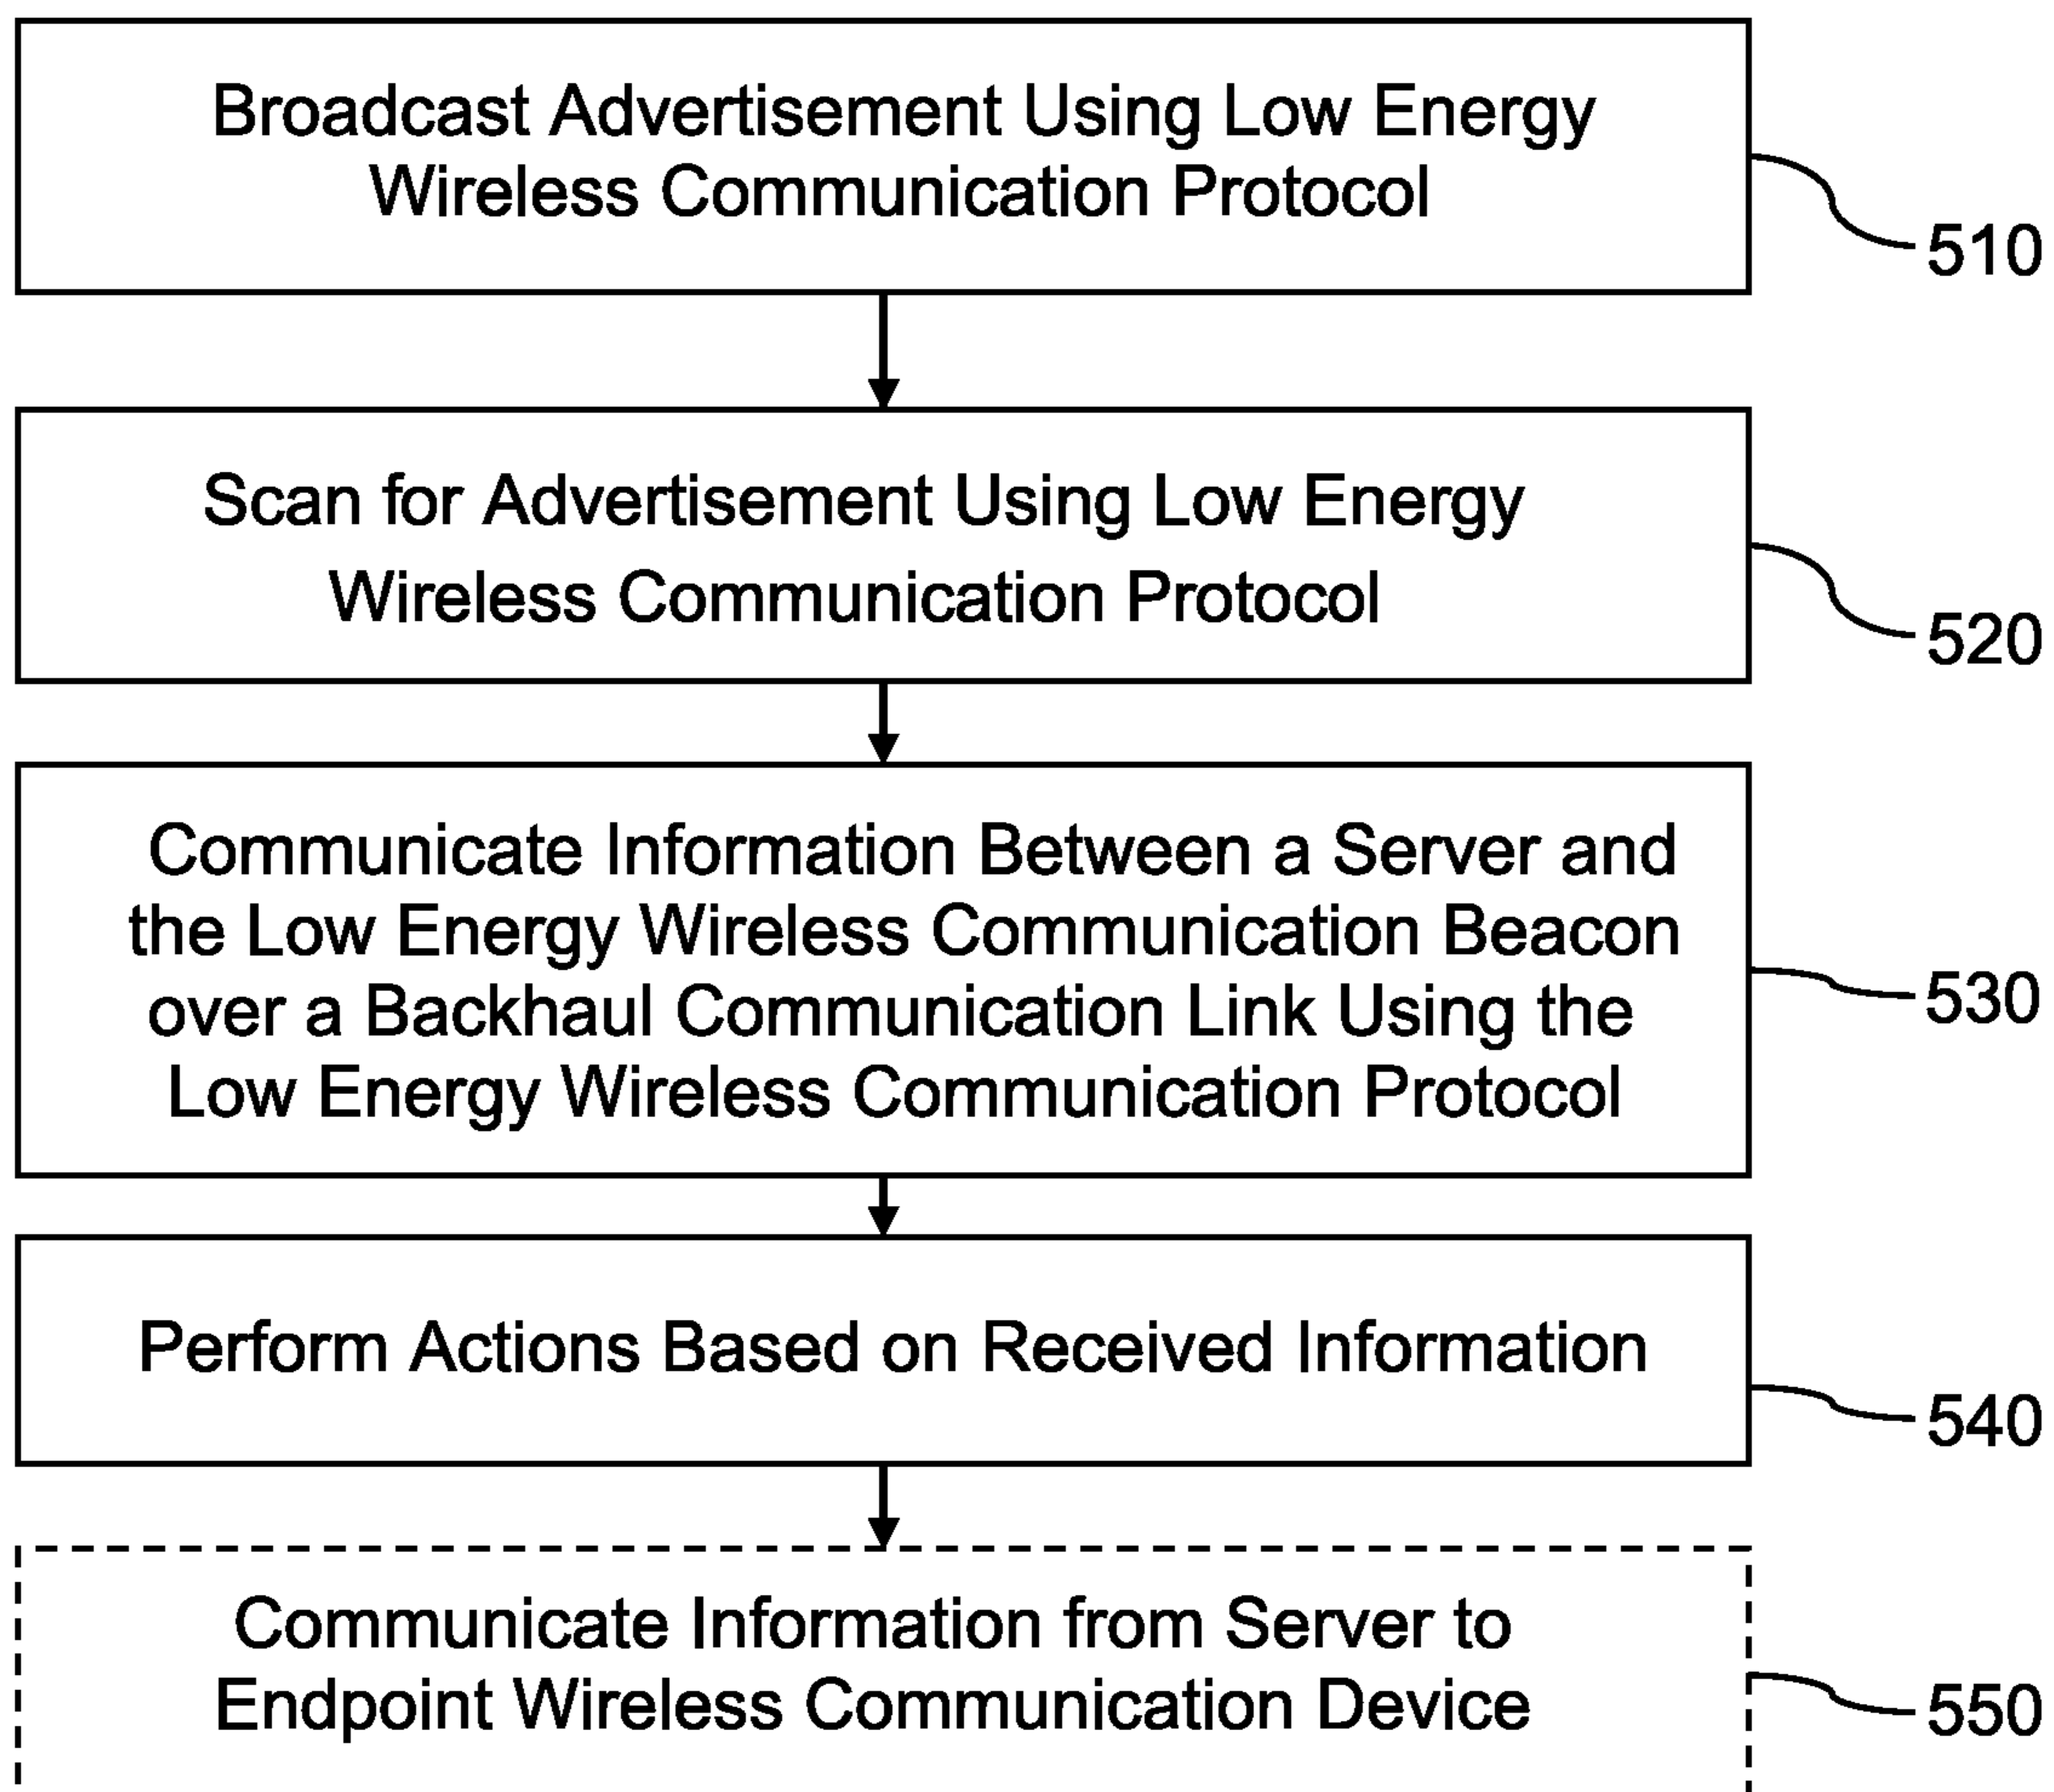 Broadcast Advertisement Using Low Energy
Wireless Communication Protocol
510
Scan for Advertisement Using Low Energy
Wireless Communication Protocol
520
Communicate Information Between a Server and
the Low Energy Wireless Communication Beacon
over a Backhaul Communication Link Using the
Low Energy Wireless Communication Protocol
530
Perform Actions Based on Received Information
540
Communicate Information from Server to
Endpoint Wireless Communication Device
550